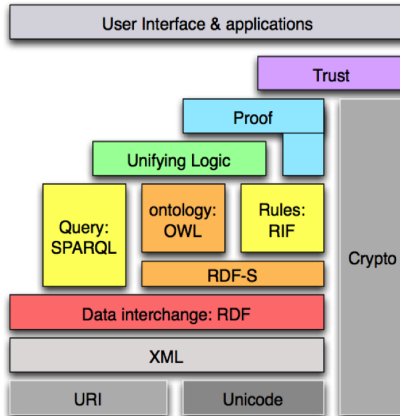 User Interface & applications
Trust
Proof
Unifying Logic
Query:
SPARQL
ontology:
OWL
Rules:
RIF
Crypto
RDF-S
Data interchange: RDF
XML
URI
Unicode